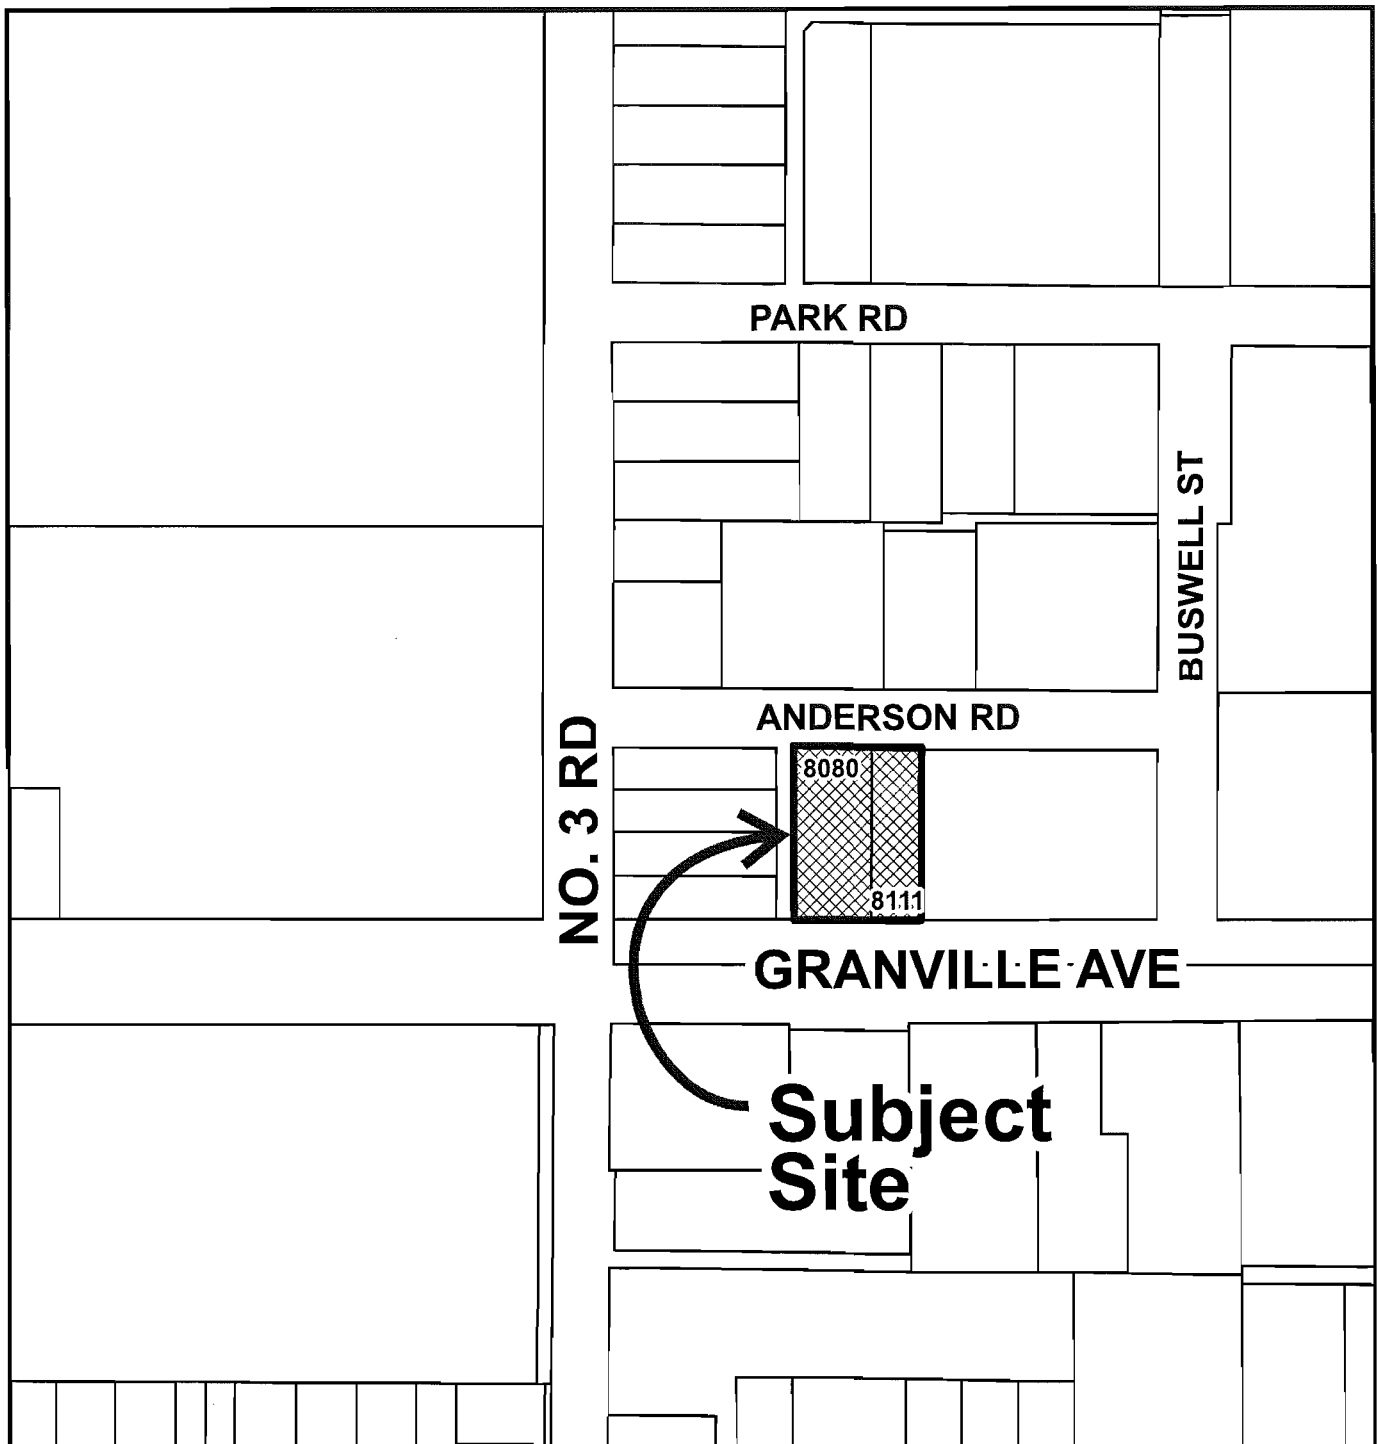 PARK RD
BUSWELL ST
ANDERSON RD
NO. 3 RD
8080
8111
GRANVILLE AVE
Subject
Site